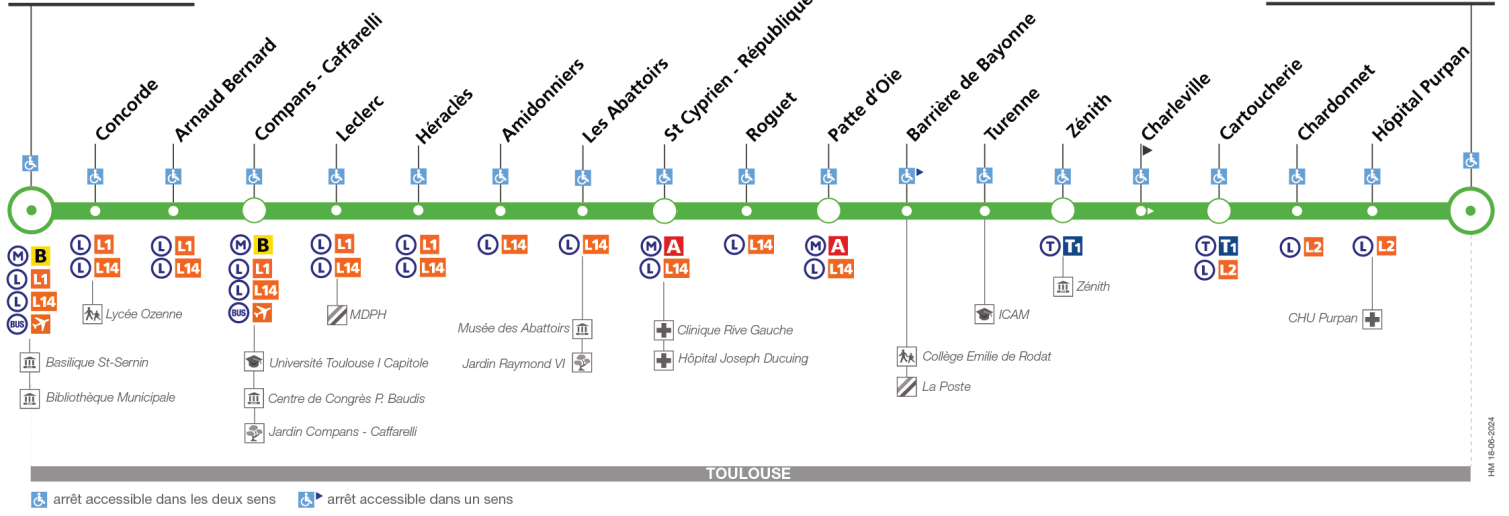 Concorde
Arnaud Bernard
Compans - Caffarelli
Leclerc
Héraclès
Amidonniers
Les Abattoirs
St Cyprien - République
Roguet
Patte d'Oie
Barrière de Bayonne
Turenne
Zénith
Charleville
Cartoucherie
Chardonnet
Hôpital Purpan
M B
L L1
L L14
BUS
L L1
L L14
L L1
L L14
M B
L L1
L L14
BUS
L L1
L L14
L L1
L L14
L L14
L L14
M A
L L14
L L14
M A
L L14
T T1
T T1
L L2
L L2
L L2
Basilique St-Sernin
Bibliothèque Municipale
Lycée Ozenne
Université Toulouse I Capitole
Centre de Congrès P. Baudis
Jardin Compans - Caffarelli
MDPH
Musée des Abattoirs
Jardin Raymond VI
Clinique Rive Gauche
Hôpital Joseph Ducuing
Collège Emilie de Rodat
La Poste
ICAM
Zénith
CHU Purpan
TOULOUSE
arrêt accessible dans les deux sens
arrêt accessible dans un sens
HM 18-06-2024